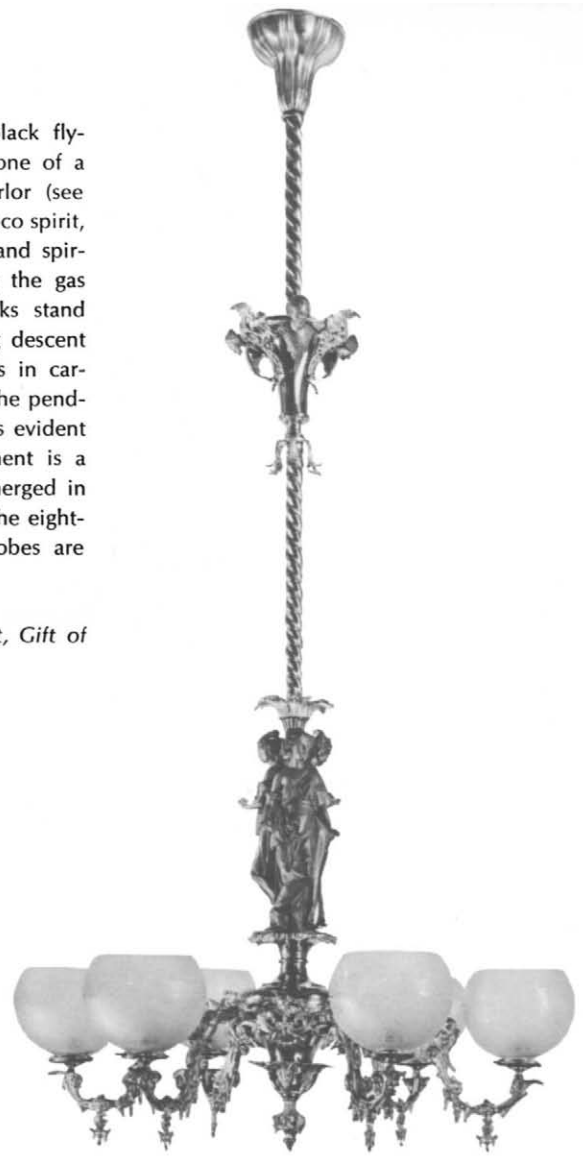 lack fly-
one of a
rlor (see
co spirit,
and spir-
the gas
ks stand
descent
s in car-
he pend-
s evident
nent is a
nerged in
he eight-
obes are
, Gift of